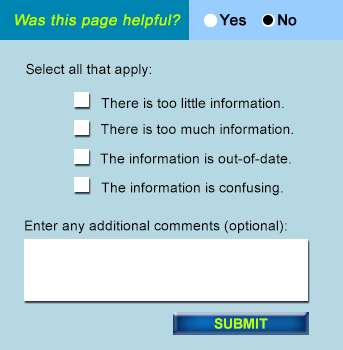 Was this page helpful? Yes No
Select all that apply:
There is too little information.
There is too much information.
The information is out-of-date.
The information is confusing.
Enter any additional comments (optional):
SUBMIT